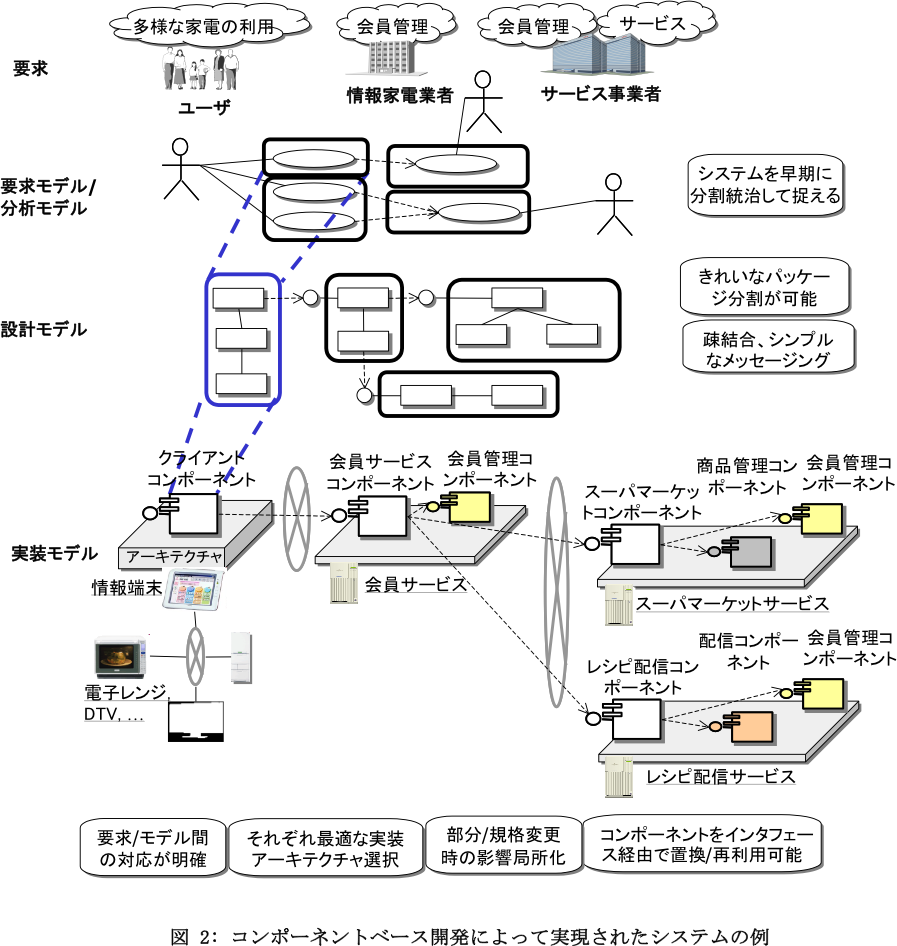 多様な家電の利用
会員管理
会員管理
サービス
要求
ユーザ
情報家電業者
サービス事業者
要求モデル/
分析モデル
システムを早期に
分割統治して捉える
きれいなパッケー
ジ分割が可能
設計モデル
疎結合、シンプル
なメッセージング
クライアント
コンポーネント
会員サービス
コンポーネント
会員管理コ
ンポーネント
商品管理コン
ポーネント
会員管理コ
ンポーネント
スーパマーケッ
トコンポーネント
実装モデル
アーキテクチャ
情報端末
会員サービス
スーパマーケットサービス
配信コンポー
ネント
会員管理コ
ンポーネント
レシピ配信コン
ポーネント
電子レンジ,
DTV, …
レシピ配信サービス
要求/モデル間
の対応が明確
それぞれ最適な実装
アーキテクチャ選択
部分/規格変更
時の影響局所化
コンポーネントをインタフェー
ス経由で置換/再利用可能
図 2: コンポーネントベース開発によって実現されたシステムの例